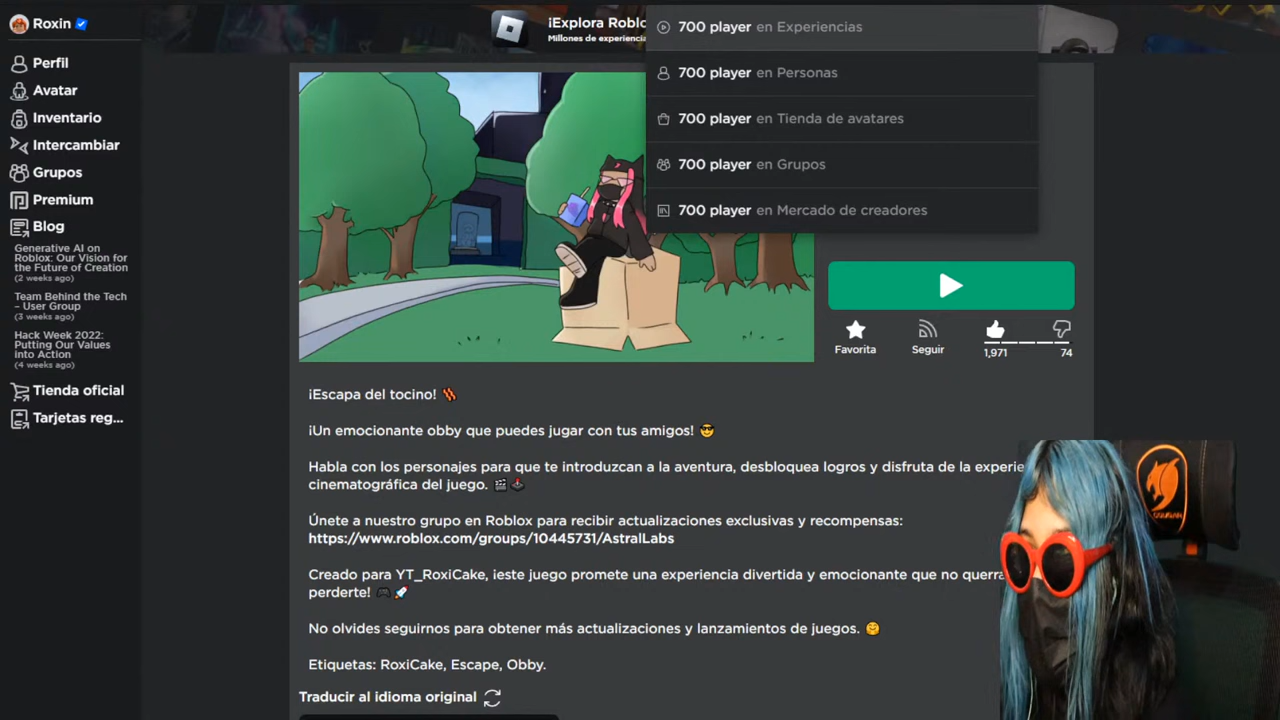 Roxin
Perfil
Avatar
Inventario
Intercambiar
Grupos
Premium
Blog
Generative AI on
Roblox: Our Vision for
the Future of Creation
(2 weeks ago)
Team Behind the Tech
– User Group
(3 weeks ago)
Hack Week 2022:
Putting Our Values
into Action
(4 weeks ago)
Tienda oficial
Tarjetas reg...
¡Explora Roblo
Millones de experiencia
700 player en Experiencias
700 player en Personas
700 player en Tienda de avatares
700 player en Grupos
700 player en Mercado de creadores
Favorita
Seguir
1,971
74
¡Escapa del tocino! 🥓
¡Un emocionante obby que puedes jugar con tus amigos! 😎
Habla con los personajes para que te introduzcan a la aventura, desbloquea logros y disfruta de la experie
cinematográfica del juego. 🎬🕹️
Únete a nuestro grupo en Roblox para recibir actualizaciones exclusivas y recompensas:
https://www.roblox.com/groups/10445731/AstralLabs
Creado para YT_RoxiCake, ¡este juego promete una experiencia divertida y emocionante que no querra
perderte! 🎮🚀
No olvides seguirnos para obtener más actualizaciones y lanzamientos de juegos. 🤗
Etiquetas: RoxiCake, Escape, Obby.
Traducir al idioma original
COUGAR